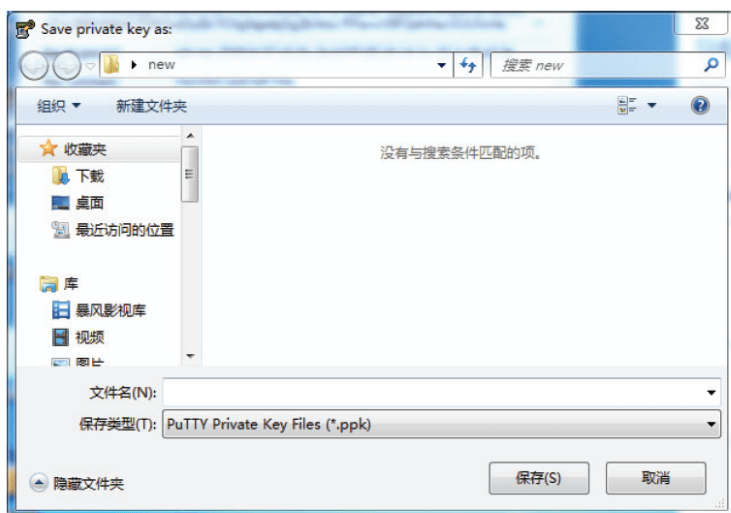 Save private key as:
new
搜索 new
组织 新建文件夹
收藏夹
没有与搜索条件匹配的项。
下载
桌面
最近访问的位置
库
暴风影视库
视频
图片
文件名(N):
保存类型(T): PuTTY Private Key Files (*.ppk)
隐藏文件夹
保存(S)
取消